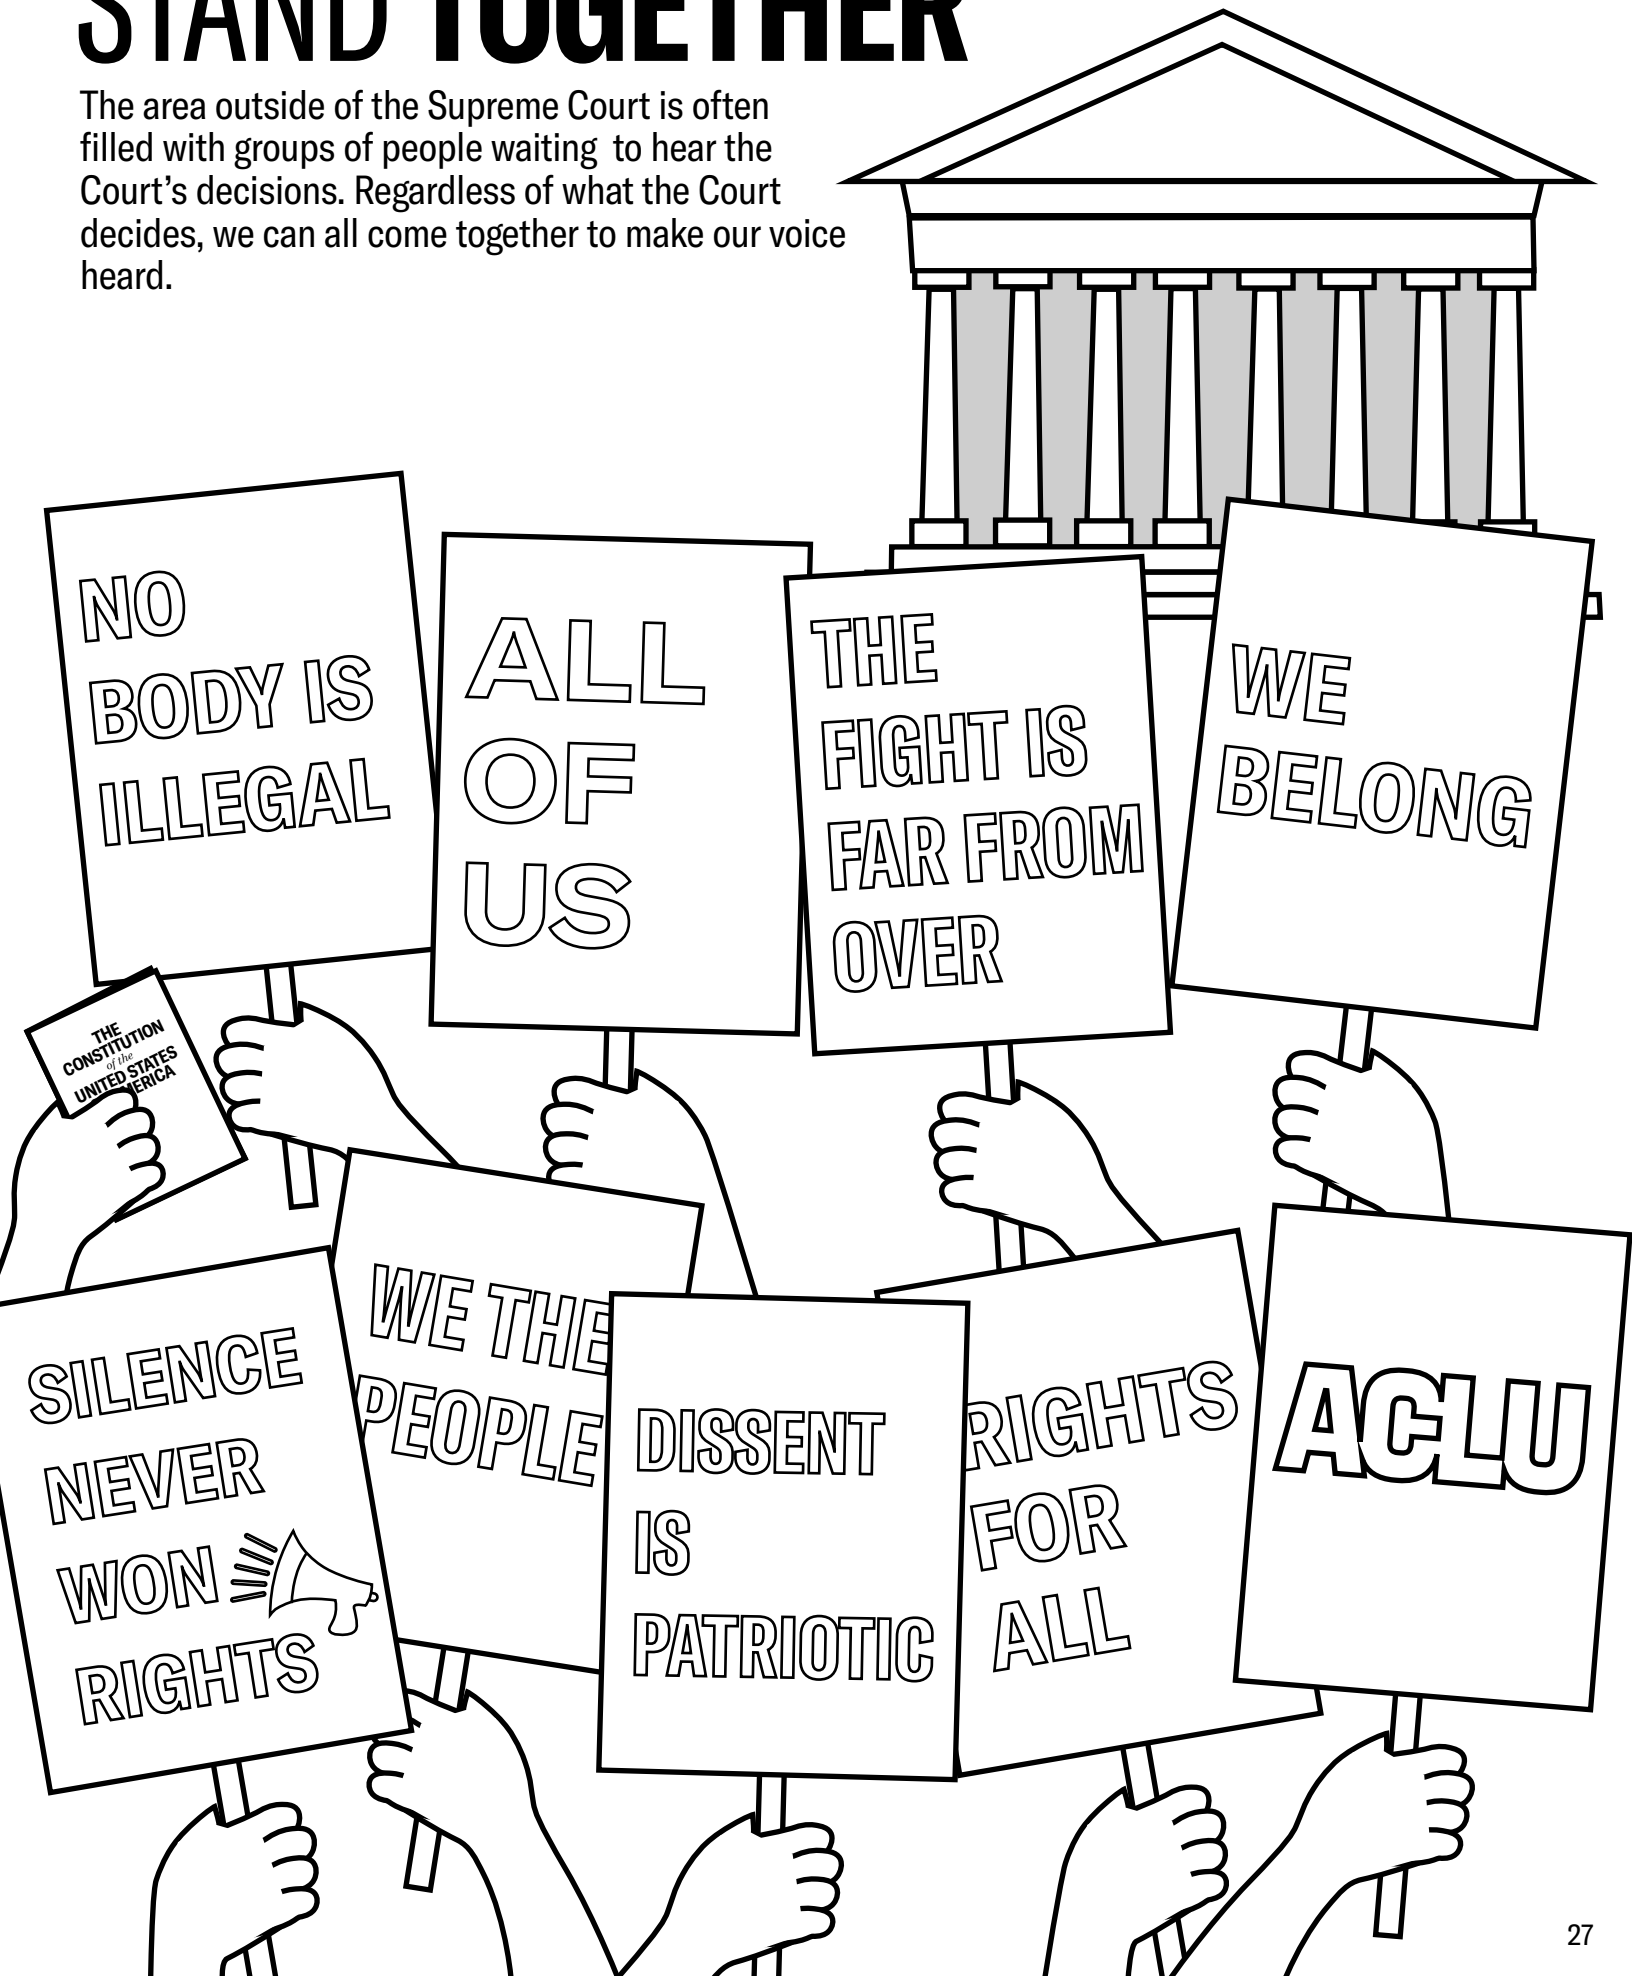 STAND TOGETHER
The area outside of the Supreme Court is often
filled with groups of people waiting  to hear the
Court's decisions. Regardless of what the Court
decides, we can all come together to make our voice
heard.
NO
BODY IS
ILLEGAL
ALL
OF
US
THE
FIGHT IS
FAR FROM
OVER
WE
BELONG
THE
CONSTITUTION
of the
UNITED STATES
MERICA
SILENCE
NEVER
WON
RIGHTS
WE THE
PEOPLE
DISSENT
IS
PATRIOTIC
RIGHTS
FOR
ALL
ACLU
27